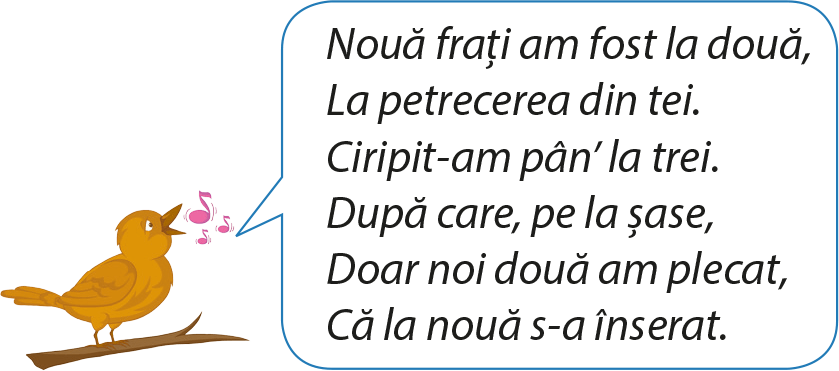 Nouă frați am fost la două,
La petrecerea din tei.
Ciripit-am pân’ la trei.
După care, pe la șase,
Doar noi două am plecat,
Că la nouă s-a înserat.